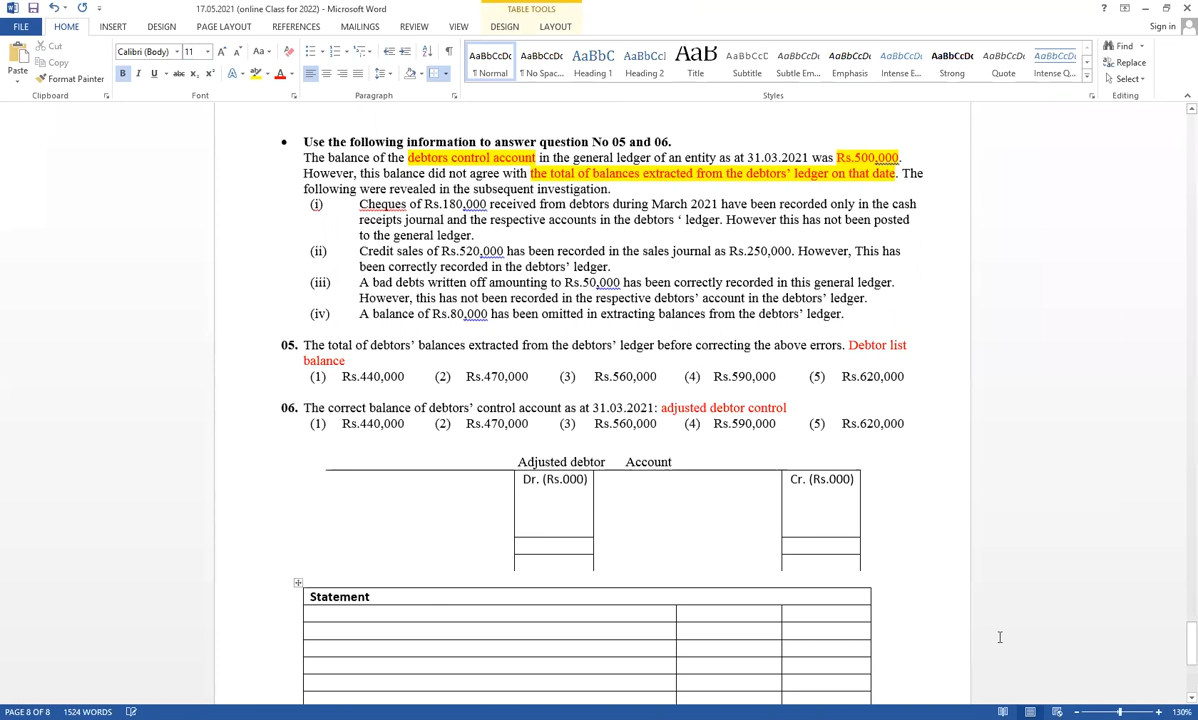 17.05.2021 (online Class for 2022) - Microsoft Word
TABLE TOOLS
FILE HOME INSERT DESIGN PAGE LAYOUT REFERENCES MAILINGS REVIEW VIEW DESIGN LAYOUT
Sign in
Paste
Cut
Copy
Format Painter
Calibri (Body) 11
AaBbCcDc AaBbCcDc AaBbC AaBbCc AaB AaBbCcC AaBbCcDc AaBbCcDc AaBbCcDc AaBbCcDc AaBbCcDc AaBbCcDc
¶ Normal ¶ No Spac... Heading 1 Heading 2 Title Subtitle Subtle Em... Emphasis Intense E... Strong Quote Intense Q...
Find
Replace
Select
Clipboard Font Paragraph Styles Editing
• Use the following information to answer question No 05 and 06.
The balance of the debtors control account in the general ledger of an entity as at 31.03.2021 was Rs.500,000.
However, this balance did not agree with the total of balances extracted from the debtors' ledger on that date. The
following were revealed in the subsequent investigation.
(i) Cheques of Rs.180,000 received from debtors during March 2021 have been recorded only in the cash
receipts journal and the respective accounts in the debtors ‘ ledger. However this has not been posted
to the general ledger.
(ii) Credit sales of Rs.520,000 has been recorded in the sales journal as Rs.250,000. However, This has
been correctly recorded in the debtors’ ledger.
(iii) A bad debts written off amounting to Rs.50,000 has been correctly recorded in this general ledger.
However, this has not been recorded in the respective debtors’ account in the debtors’ ledger.
(iv) A balance of Rs.80,000 has been omitted in extracting balances from the debtors’ ledger.
05. The total of debtors’ balances extracted from the debtors’ ledger before correcting the above errors. Debtor list
balance
(1) Rs.440,000 (2) Rs.470,000 (3) Rs.560,000 (4) Rs.590,000 (5) Rs.620,000
06. The correct balance of debtors’ control account as at 31.03.2021: adjusted debtor control
(1) Rs.440,000 (2) Rs.470,000 (3) Rs.560,000 (4) Rs.590,000 (5) Rs.620,000
Adjusted debtor Account
Dr. (Rs.000) Cr. (Rs.000)
Statement
PAGE 8 OF 8 1524 WORDS 130%